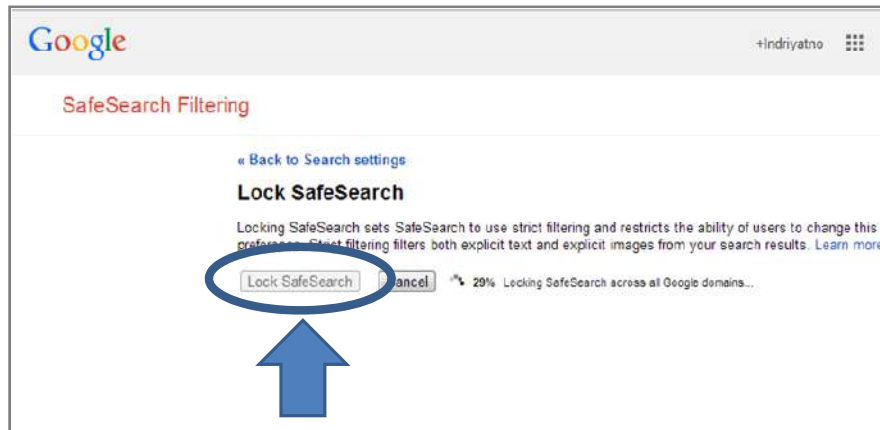 Google
+Indriyatno
SafeSearch Filtering
« Back to Search settings
Lock SafeSearch
Locking SafeSearch sets SafeSearch to use strict filtering and restricts the ability of users to change this
preference. Strict filtering filters both explicit text and explicit images from your search results. Learn more
Lock SafeSearch Cancel 29% Locking SafeSearch across all Google domains...